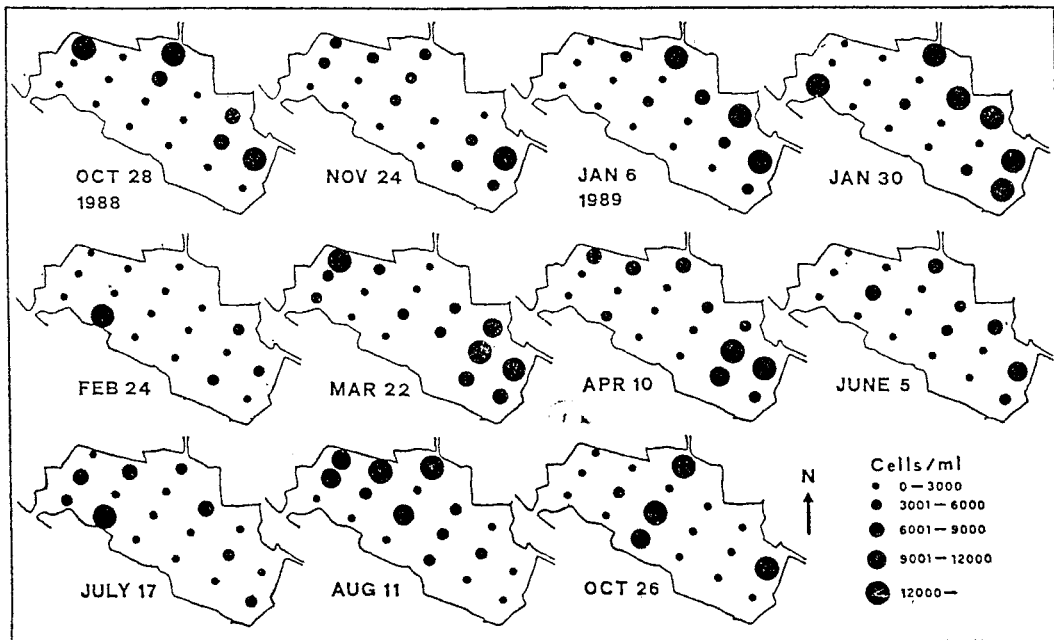 OCT 28
1988
NOV 24
JAN 6
1989
JAN 30
FEB 24
MAR 22
APR 10
JUNE 5
JULY 17
AUG 11
OCT 26
N
Cells/ml
0-3000
3001-6000
6001-9000
9001-12000
12000-